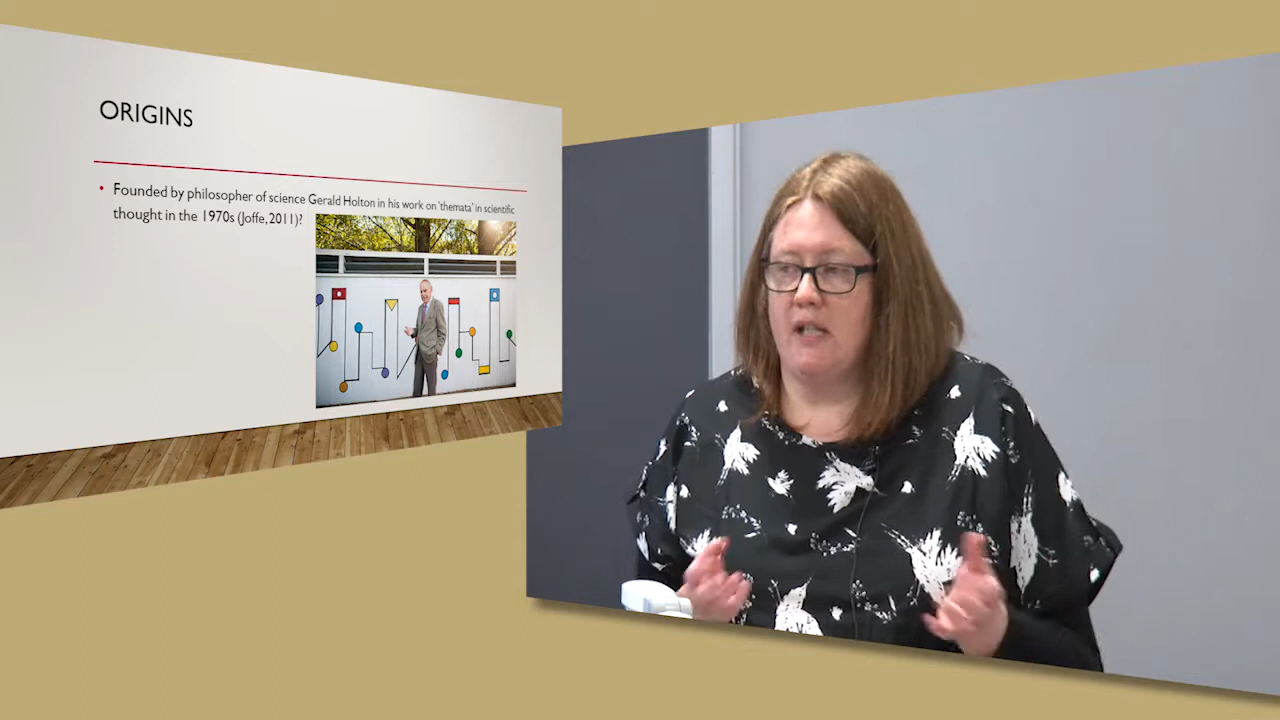 ORIGINS
• Founded by philosopher of science Gerald Holton in his work on 'themata' in scientific
thought in the 1970s (Joffe, 2011)?